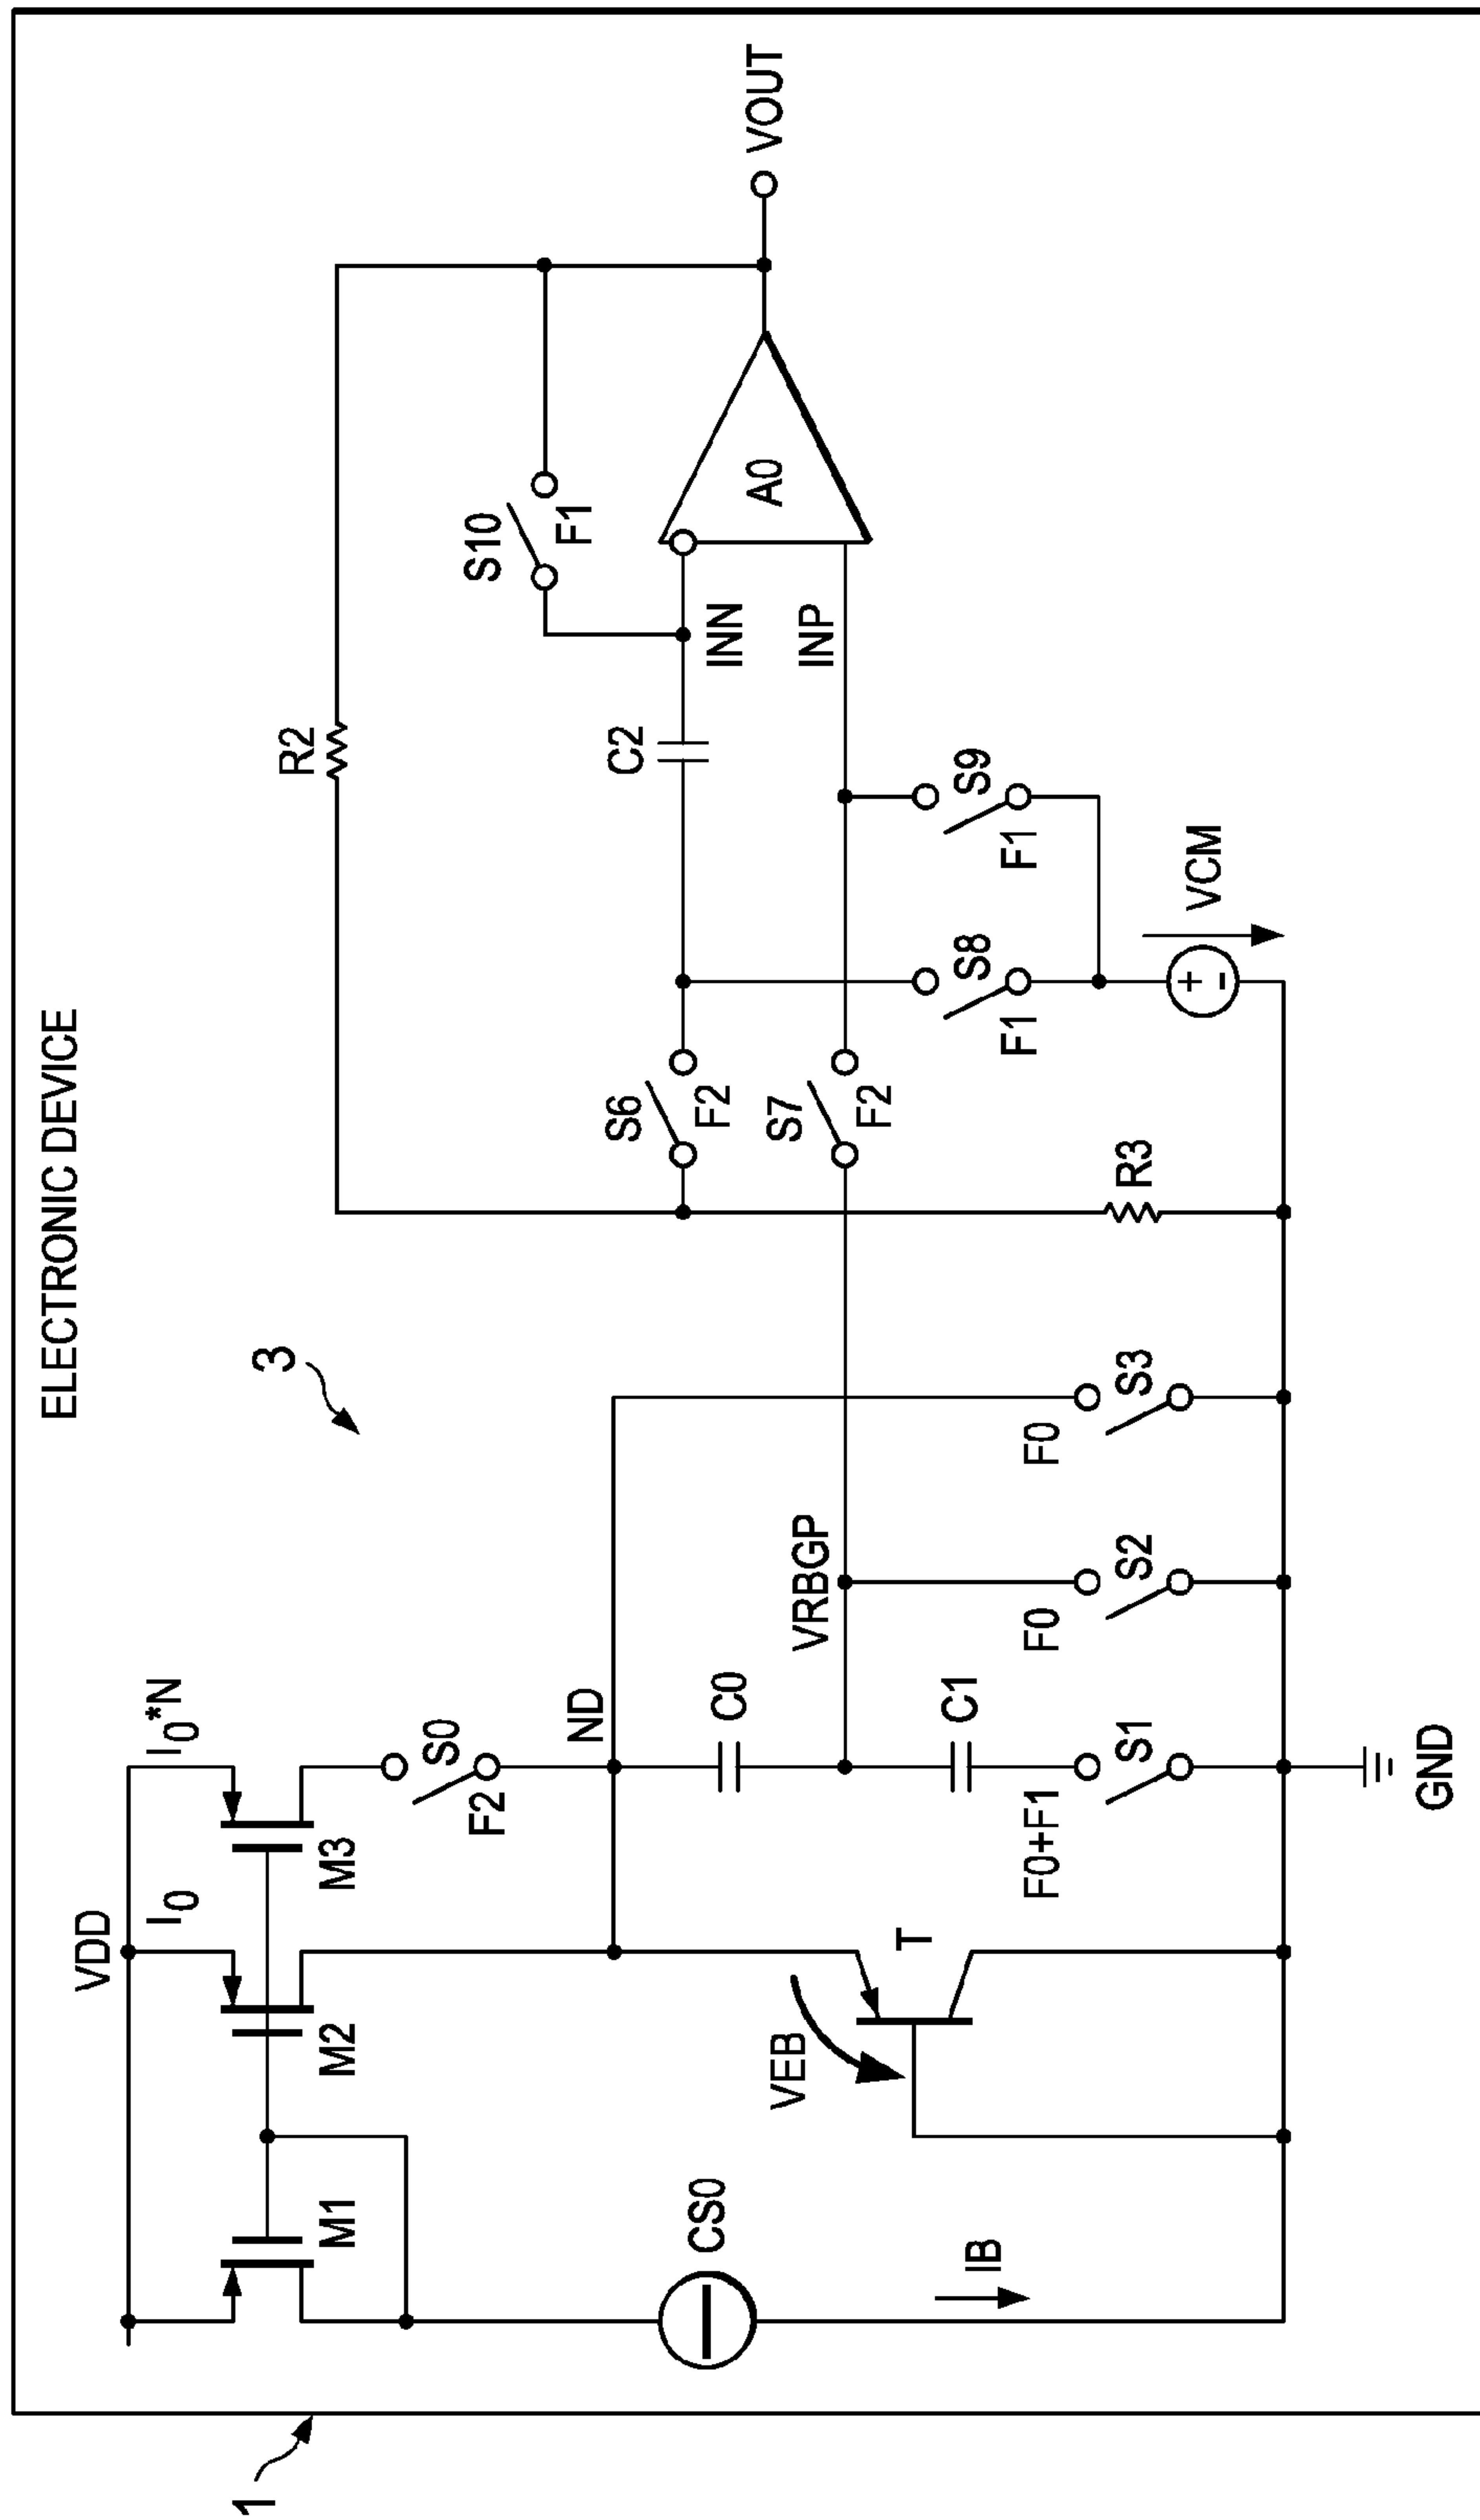 ELECTRONIC DEVICE
1
3
VDD
I0
I0*N
M1
M2
M3
S0
F2
ND
CS0
IB
VEB
T
C0
VRBGP
C1
F0+F1
S1
F0
S2
F0
S3
GND
R2
R3
S6
F2
S7
F2
C2
S8
F1
S9
F1
VCM
INN
INP
S10
F1
A0
VOUT